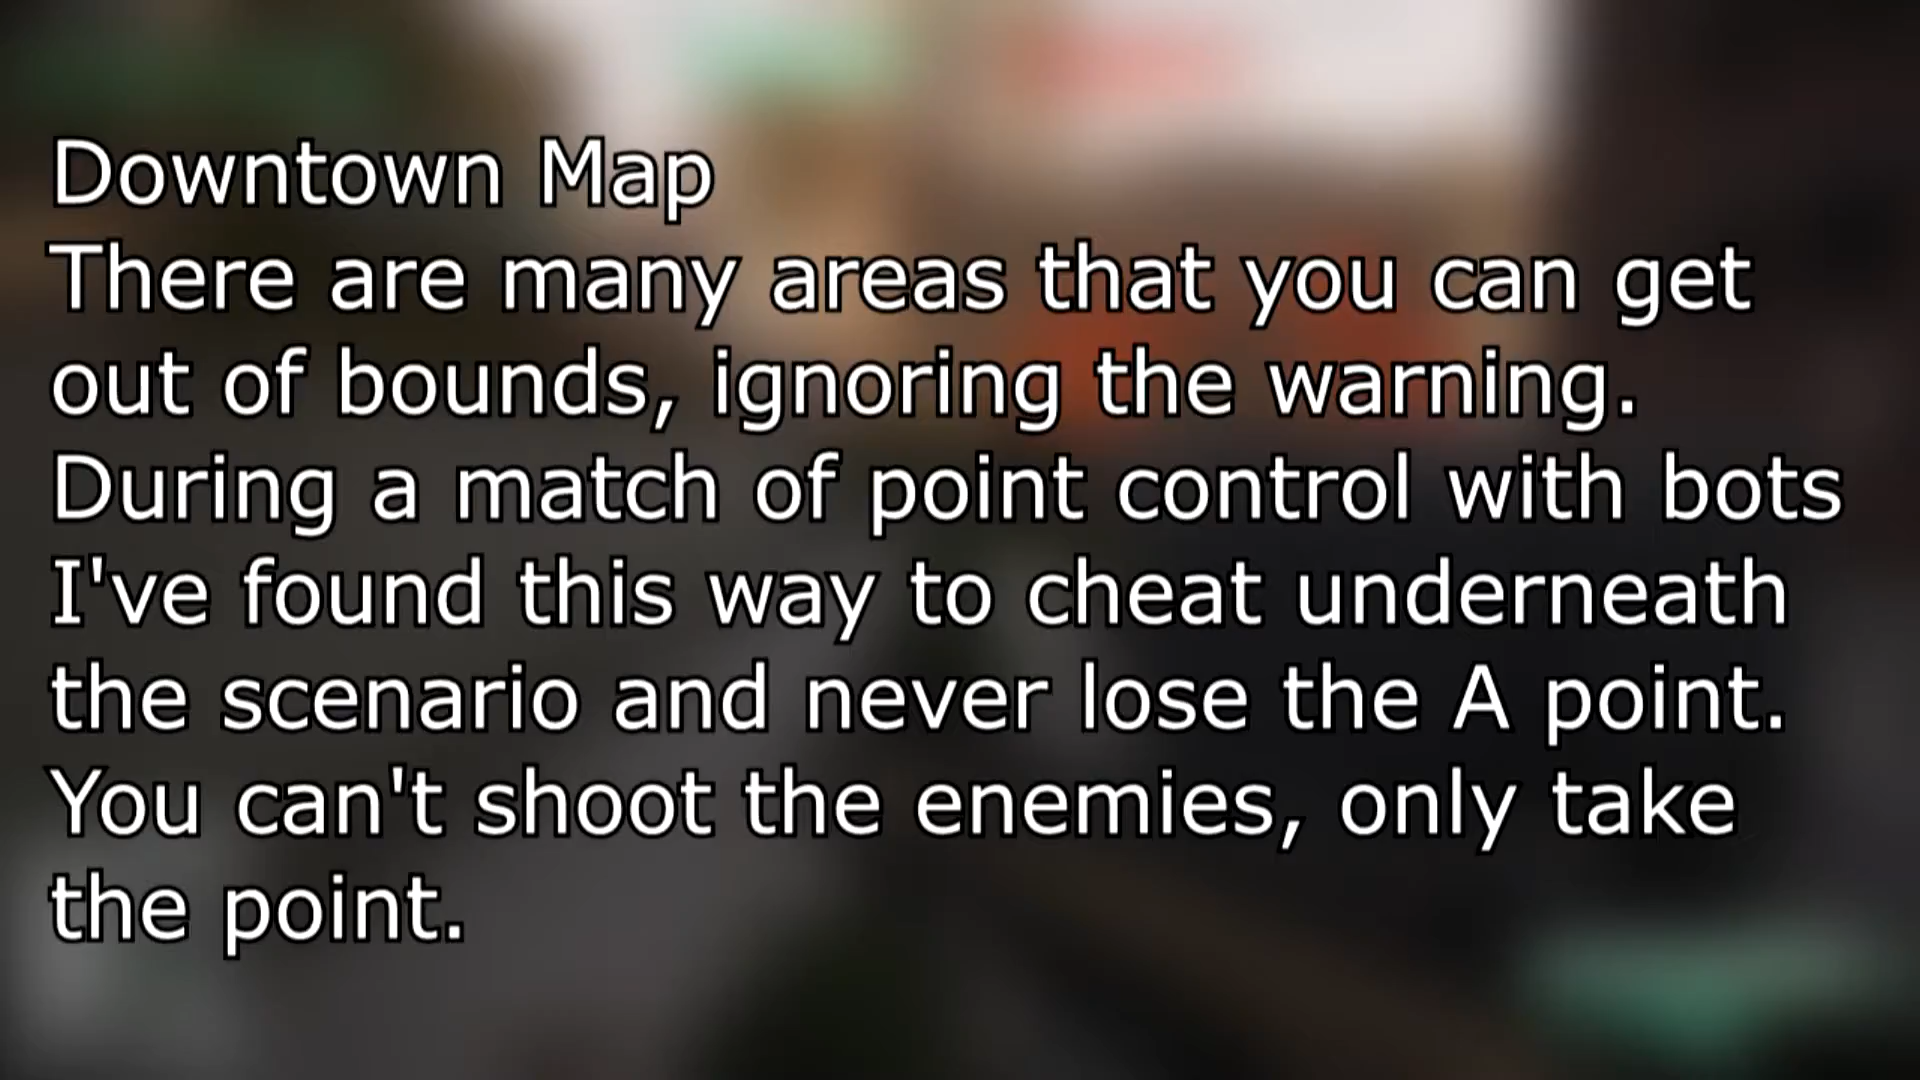 Downtown Map
There are many areas that you can get
out of bounds, ignoring the warning.
During a match of point control with bots
I've found this way to cheat underneath
the scenario and never lose the A point.
You can't shoot the enemies, only take
the point.